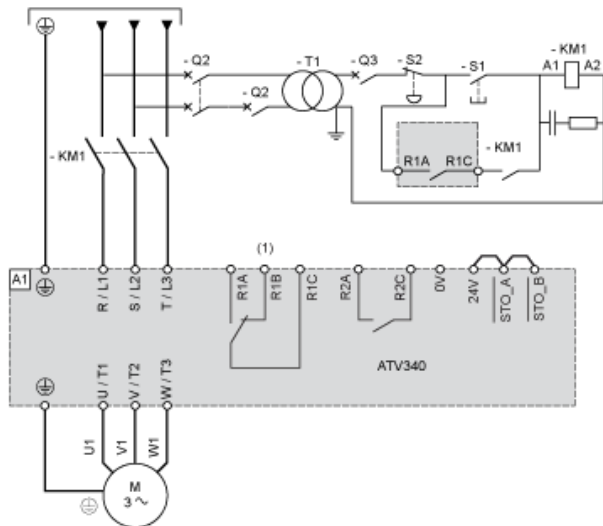 - Q2
- T1
- Q3
- S2
- S1
- KM1
A1
A2
- Q2
- KM1
R1A
R1C
- KM1
(1)
A1
R / L1
S / L2
T / L3
R1A
R1B
R1C
R2A
R2C
0V
24V
STO_A
STO_B
ATV340
U / T1
V / T2
W / T3
U1
V1
W1
M
3 ~